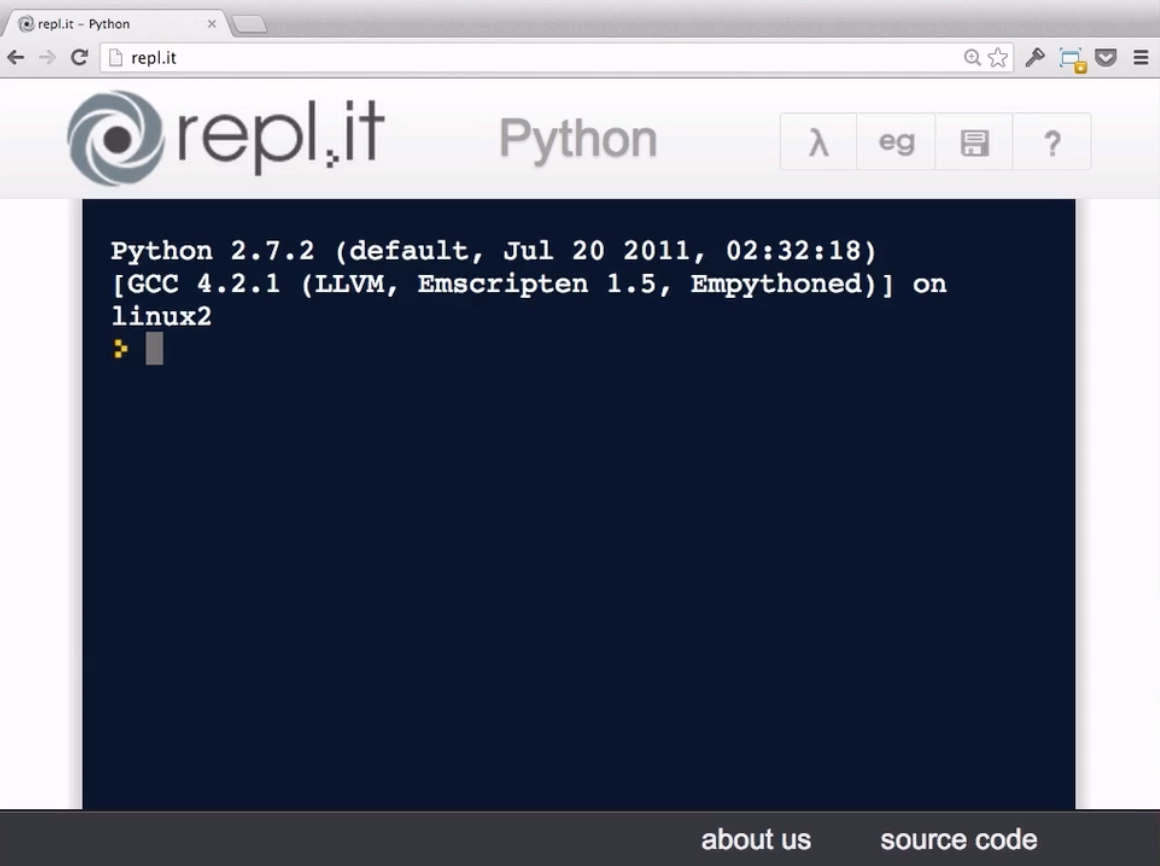 repl.it - Python
repl.it
repl.it
Python
λ
eg
?
Python 2.7.2 (default, Jul 20 2011, 02:32:18)
[GCC 4.2.1 (LLVM, Emscripten 1.5, Empythoned)] on
linux2
>
about us
source code